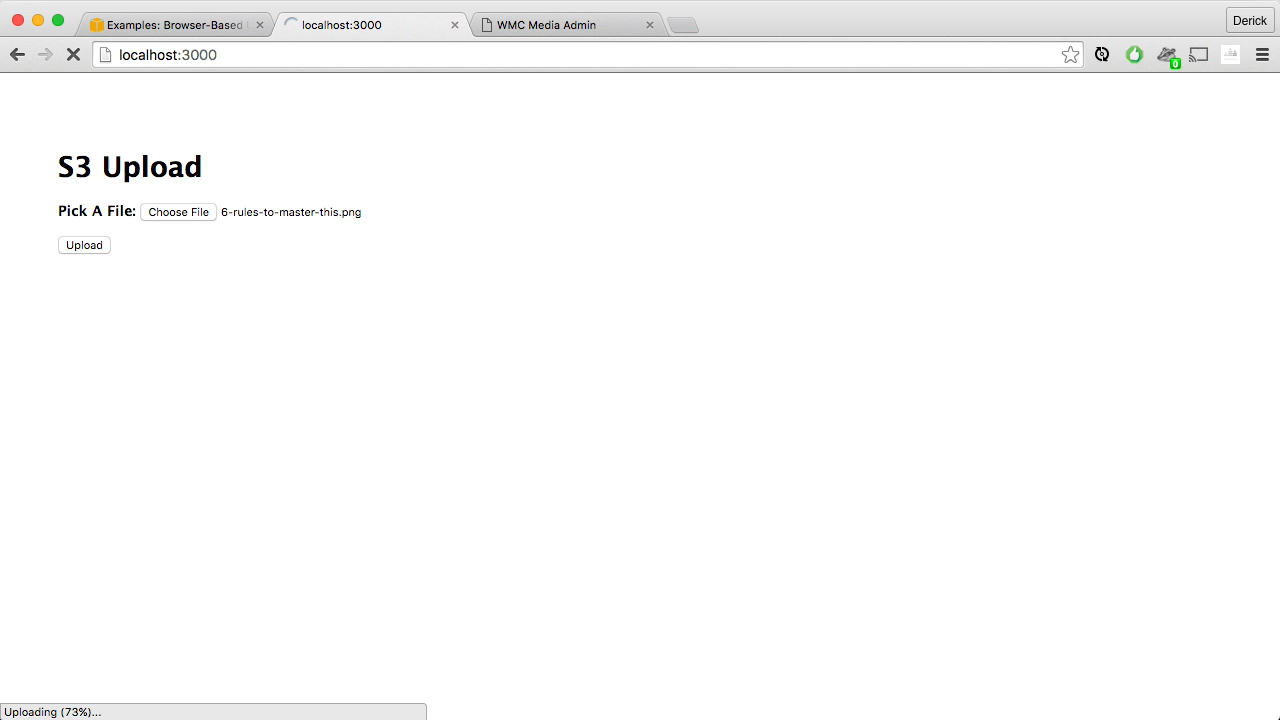 Examples: Browser-Based
localhost:3000
WMC Media Admin
Derick
localhost:3000
0
S3 Upload
Pick A File: Choose File 6-rules-to-master-this.png
Upload
Uploading (73%)...